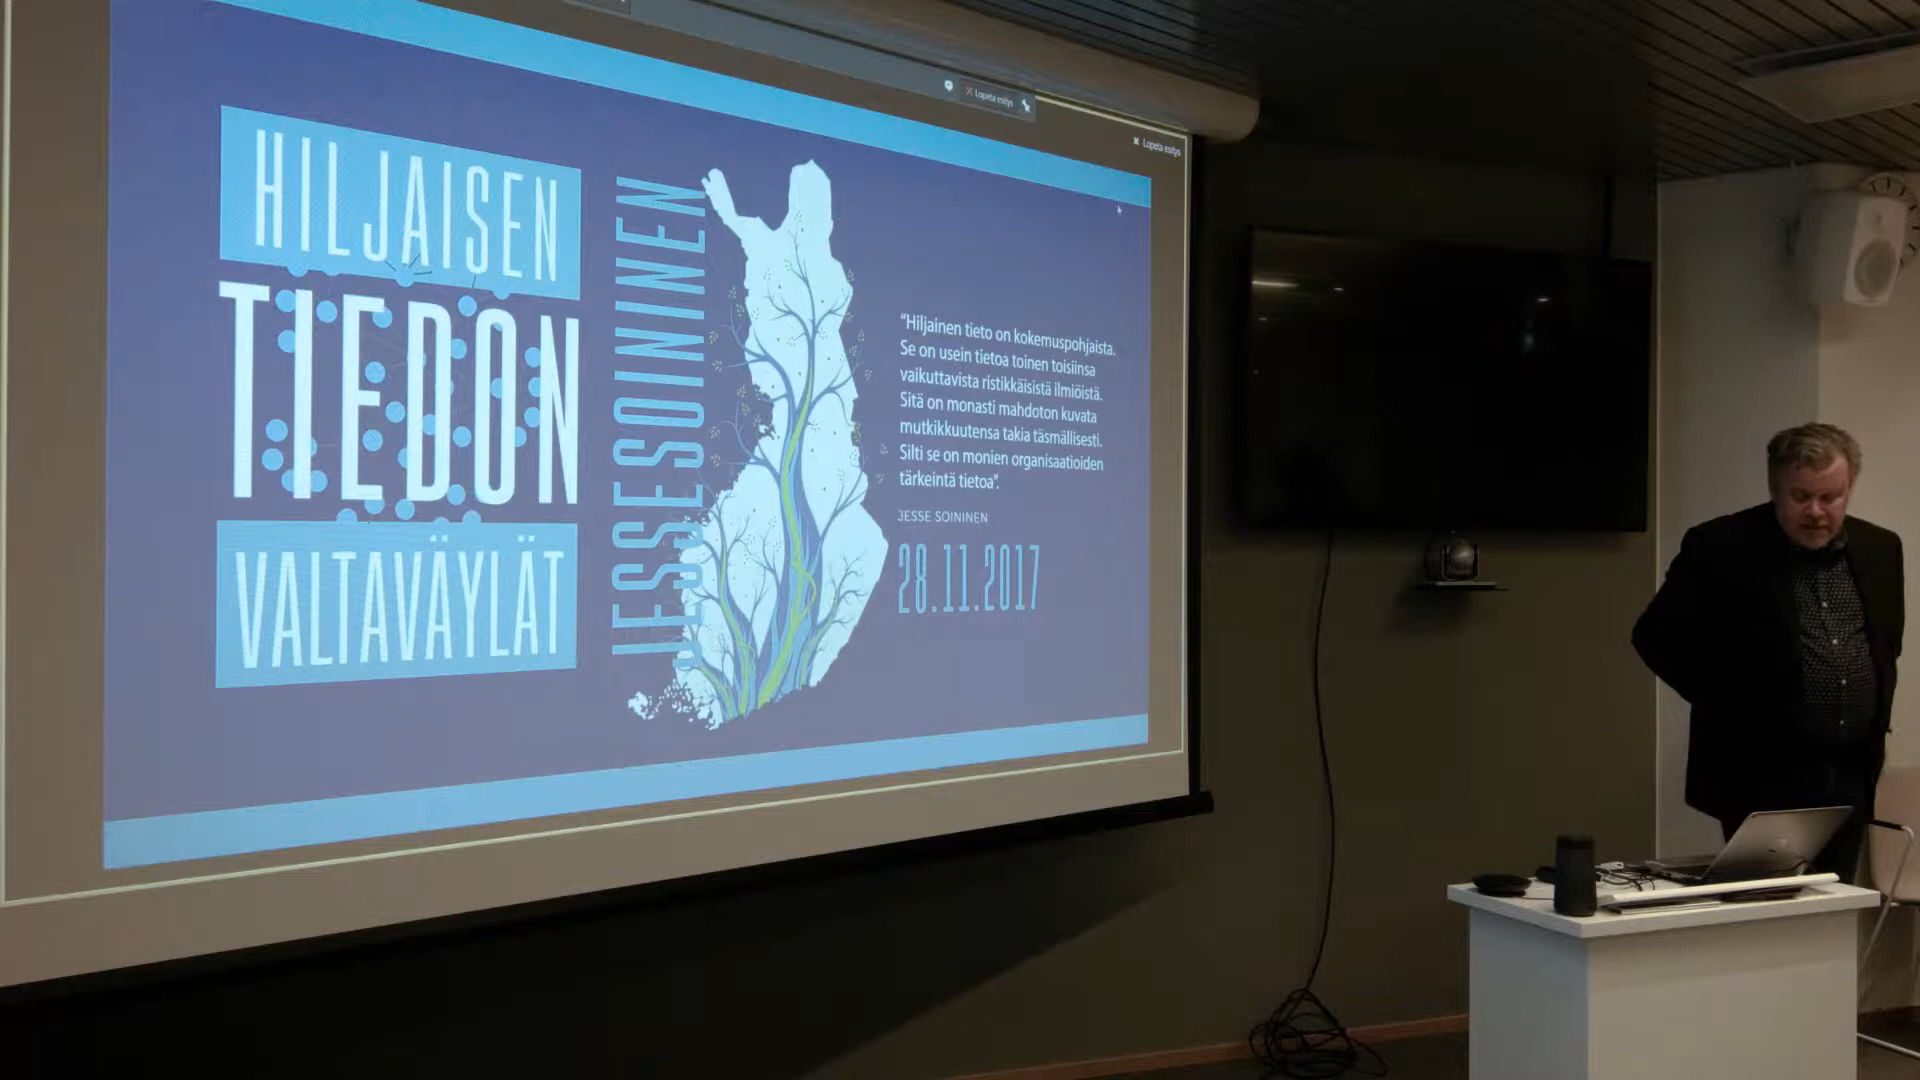 Lopeta esitys
Lopeta esitys
HILJAISEN
TIEDON
VALTAVÄYLÄT
JESSE SOININEN
“Hiljainen tieto on kokemuspohjaista.
Se on usein tietoa toinen toisiinsa
vaikuttavista ristikkäisistä ilmiöistä.
Sitä on monasti mahdoton kuvata
mutkikkuutensa takia täsmällisesti.
Silti se on monien organisaatioiden
tärkeintä tietoa”.
JESSE SOININEN
28.11.2017